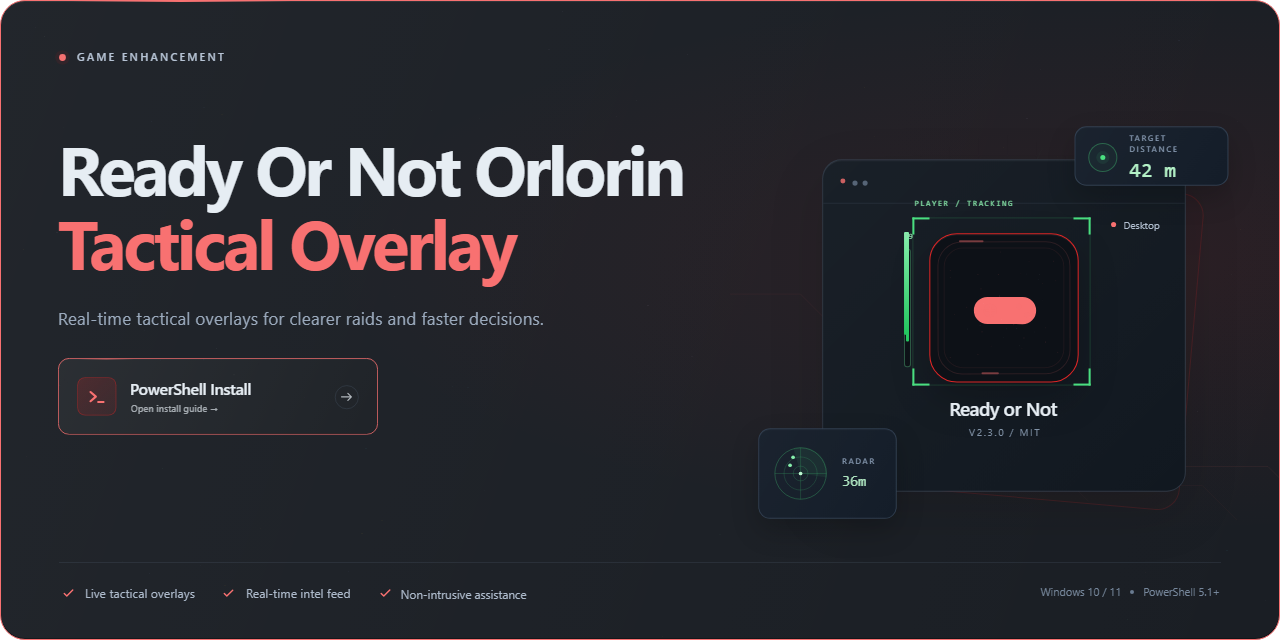 GAME ENHANCEMENT
Ready Or Not Orlorin
Tactical Overlay
Real-time tactical overlays for clearer raids and faster decisions.
PowerShell Install
Open install guide →
TARGET
DISTANCE
42 m
PLAYER / TRACKING
Desktop
Ready or Not
V2.3.0 / MIT
RADAR
36m
Live tactical overlays
Real-time intel feed
Non-intrusive assistance
Windows 10 / 11 • PowerShell 5.1+